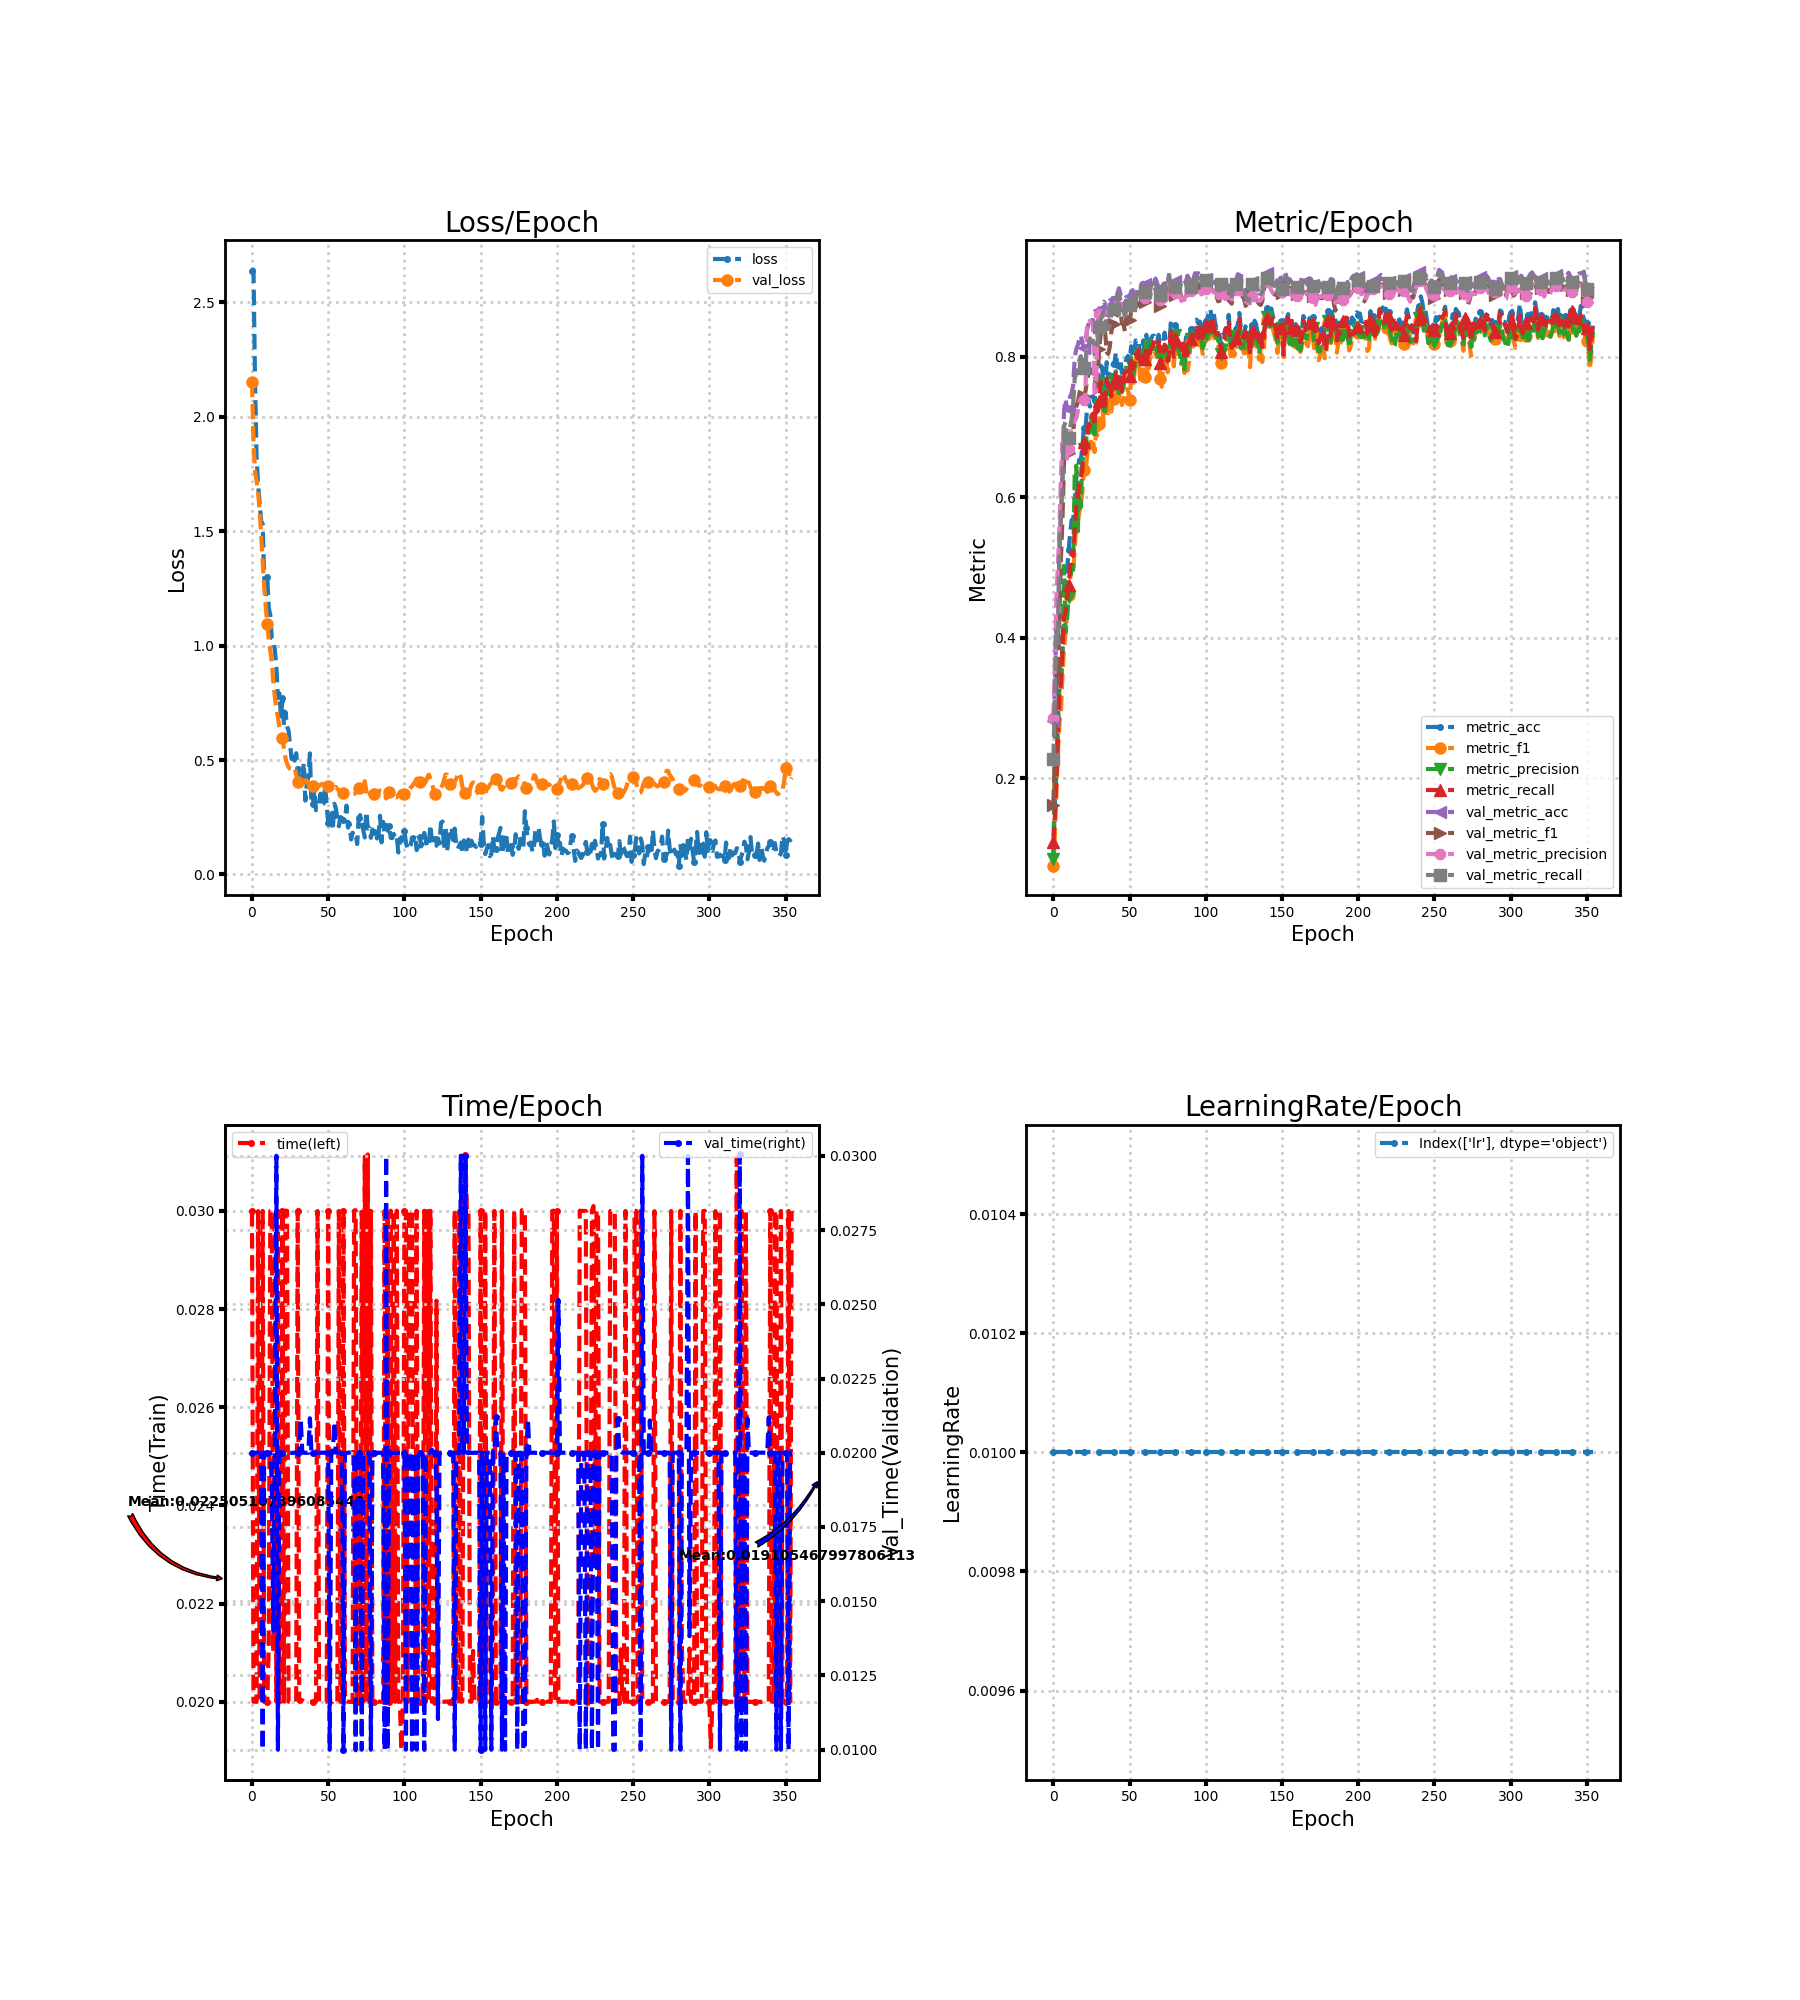 Loss/Epoch
loss
val_loss
2.5
2.0
1.5
1.0
0.5
0.0
Loss
0 50 100 150 200 250 300 350
Epoch
Metric/Epoch
0.8
0.6
0.4
0.2
Metric
metric_acc
metric_f1
metric_precision
metric_recall
val_metric_acc
val_metric_f1
val_metric_precision
val_metric_recall
0 50 100 150 200 250 300 350
Epoch
Time/Epoch
time(left)
val_time(right)
0.030
0.028
0.026
0.024
0.022
0.020
Time(Train)
0.0300
0.0275
0.0250
0.0225
0.0200
0.0175
0.0150
0.0125
0.0100
Val_Time(Validation)
Mean:0.019105467997806113
0 50 100 150 200 250 300 350
Epoch
LearningRate/Epoch
Index(['lr'], dtype='object')
0.0104
0.0102
0.0100
0.0098
0.0096
LearningRate
0 50 100 150 200 250 300 350
Epoch